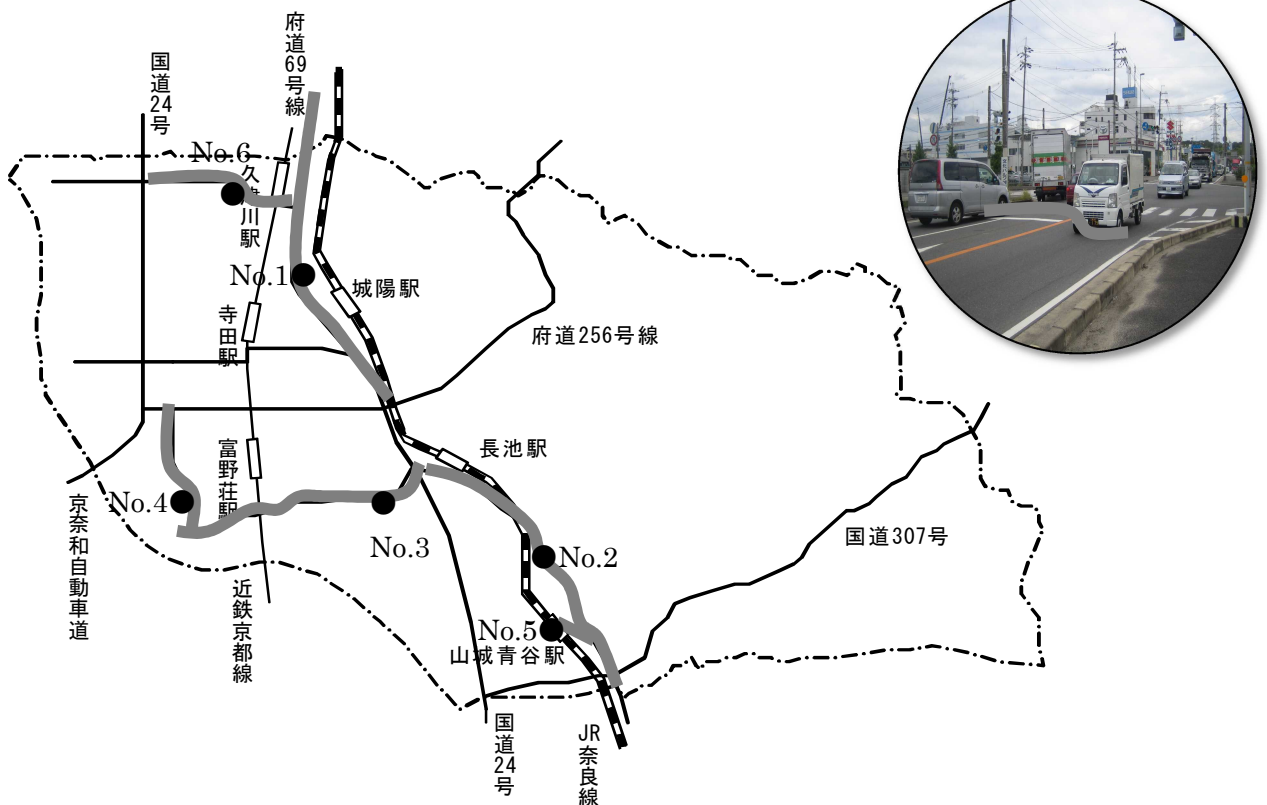 府道69号線
国道24号
No.6
久津川駅
No.1
城陽駅
寺田駅
府道256号線
富野荘駅
長池駅
No.4
京奈和自動車道
No.3
No.2
国道307号
近鉄京都線
No.5
山城青谷駅
国道24号
JR奈良線